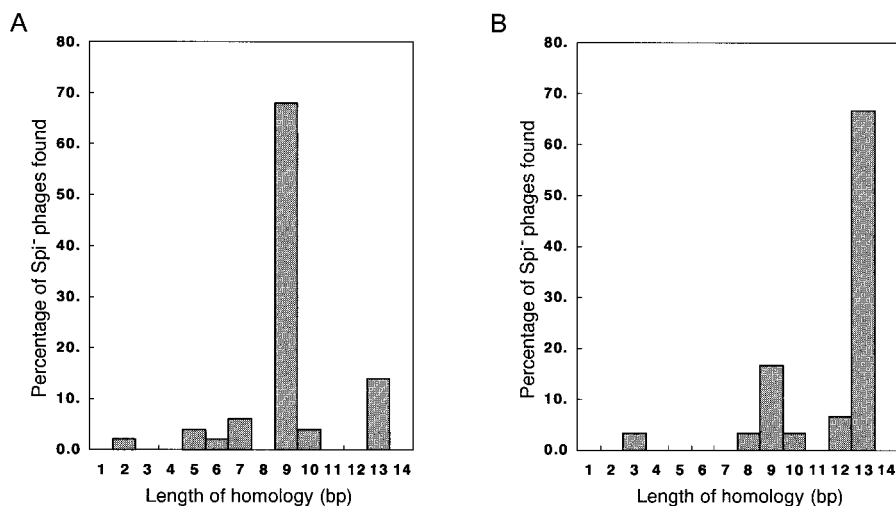 A
80.
70.
60.
50.
40.
30.
20.
10.
0.0
Percentage of Spi⁻ phages found
1 2 3 4 5 6 7 8 9 10 11 12 13 14
Length of homology (bp)
B
80.
70.
60.
50.
40.
30.
20.
10.
0.0
Percentage of Spi⁻ phages found
1 2 3 4 5 6 7 8 9 10 11 12 13 14
Length of homology (bp)